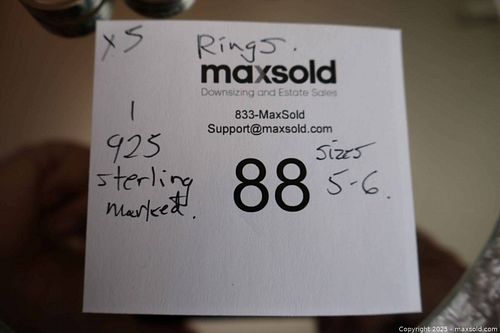 x5 Rings.
maxsold
Downsizing and Estate Sales
833-MaxSold
Support@maxsold.com
1
925
sterling
marked.
88
sizes
5-6.
Copyright 2025 - maxsold.com